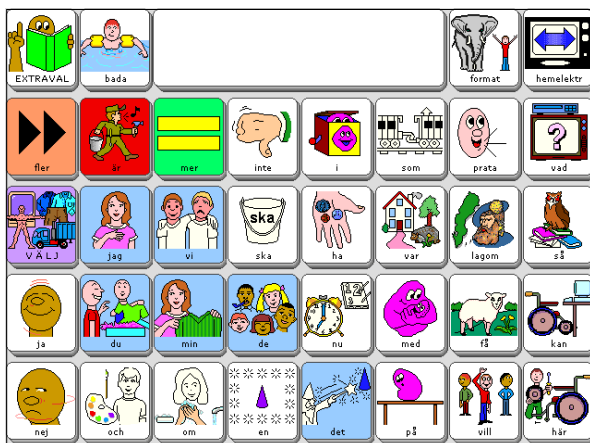 EXTRAVAL bada format hemelektr
fler är mer inte i som prata vad
?
VÄLJ jag vi ska ha var lagom så
ska
ja du min de nu med få kan
12
nej och om en det på vill här